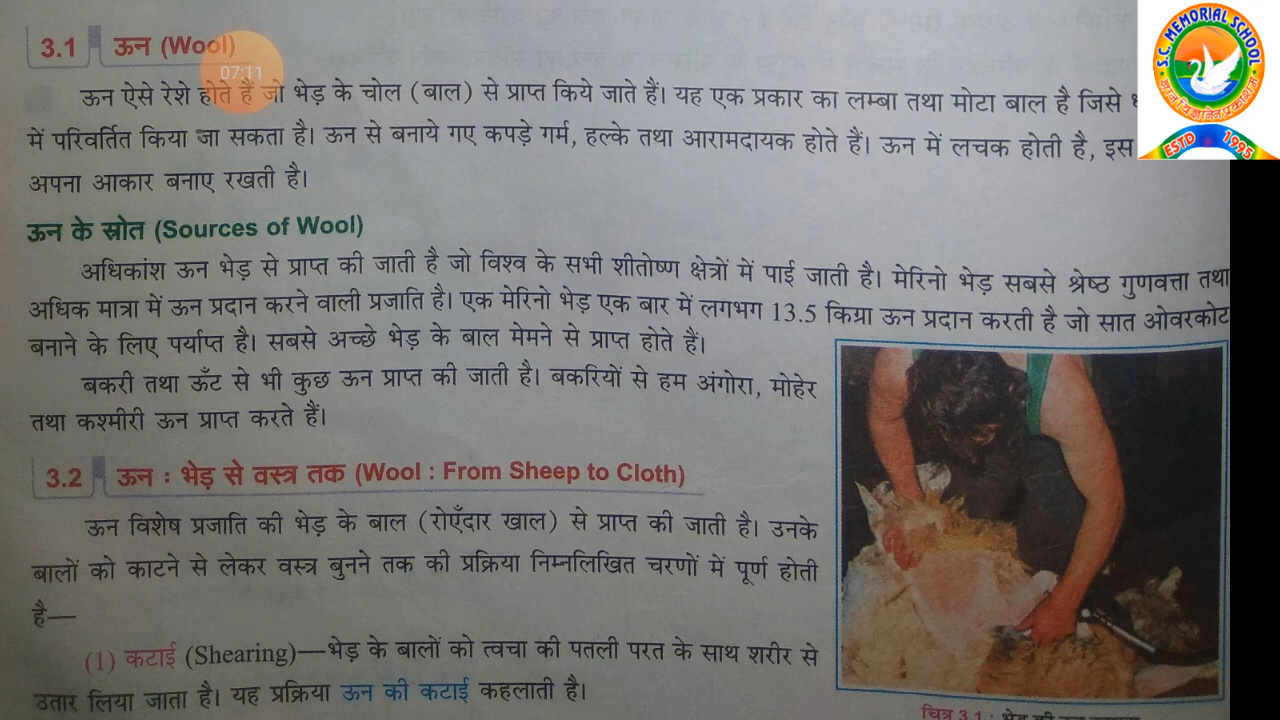 3.1 ऊन (Wool)
07:11
ऊन ऐसे रेशे होते हैं जो भेड़ के चोल (बाल) से प्राप्त किये जाते हैं। यह एक प्रकार का लम्बा तथा मोटा बाल है जिसे
में परिवर्तित किया जा सकता है। ऊन से बनाये गए कपड़े गर्म, हल्के तथा आरामदायक होते हैं। ऊन में लचक होती है, इस
अपना आकार बनाए रखती है।
ऊन के स्रोत (Sources of Wool)
अधिकांश ऊन भेड़ से प्राप्त की जाती है जो विश्व के सभी शीतोष्ण क्षेत्रों में पाई जाती है। मेरिनो भेड़ सबसे श्रेष्ठ गुणवत्ता तथा
अधिक मात्रा में ऊन प्रदान करने वाली प्रजाति है। एक मेरिनो भेड़ एक बार में लगभग 13.5 किग्रा ऊन प्रदान करती है जो सात ओवरकोट
बनाने के लिए पर्याप्त है। सबसे अच्छे भेड़ के बाल मेमने से प्राप्त होते हैं।
बकरी तथा ऊँट से भी कुछ ऊन प्राप्त की जाती है। बकरियों से हम अंगोरा, मोहेर
तथा कश्मीरी ऊन प्राप्त करते हैं।
3.2 ऊन : भेड़ से वस्त्र तक (Wool : From Sheep to Cloth)
ऊन विशेष प्रजाति की भेड़ के बाल (रोएँदार खाल) से प्राप्त की जाती है। उनके
बालों को काटने से लेकर वस्त्र बुनने तक की प्रक्रिया निम्नलिखित चरणों में पूर्ण होती
है—
(1) कटाई (Shearing)—भेड़ के बालों को त्वचा की पतली परत के साथ शरीर से
उतार लिया जाता है। यह प्रक्रिया ऊन की कटाई कहलाती है।
चित्र 3.1 : भेड़ की ऊन
S.C. MEMORIAL SCHOOL
ESTD 1995